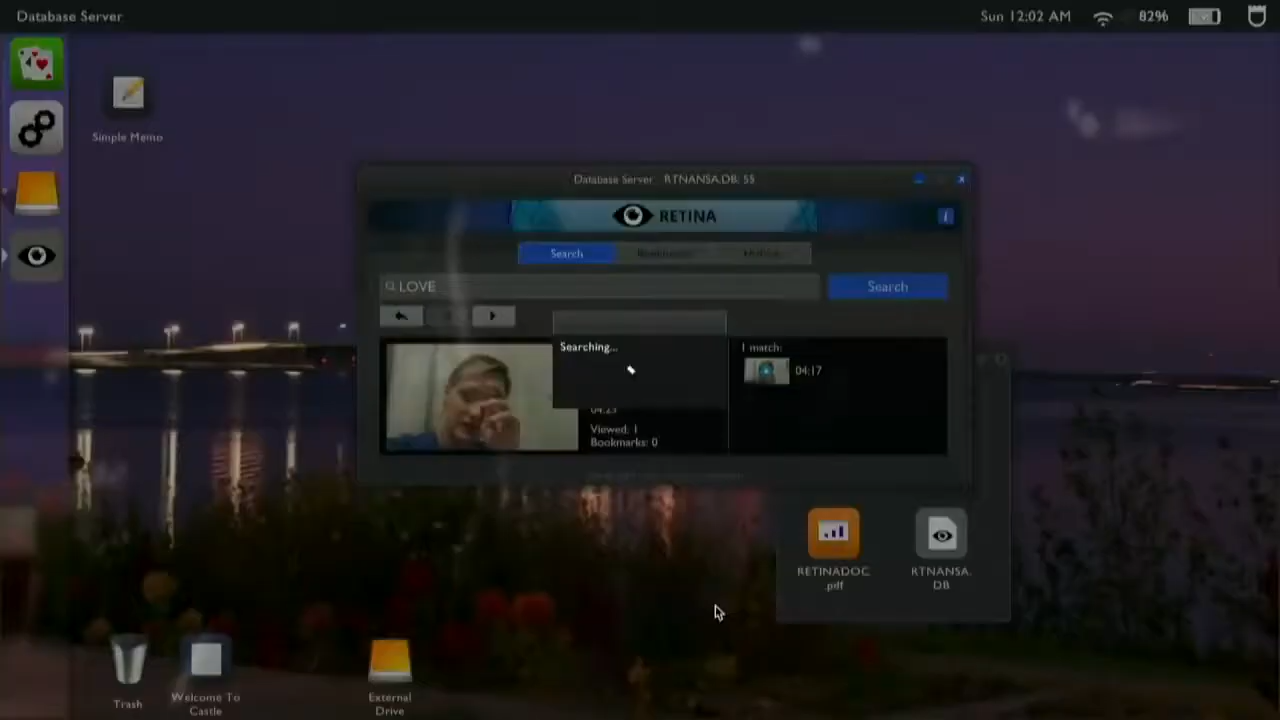 Database Server
Sun 12:02 AM
82%
Simple Memo
Database Server RTNANSA.DB: 55
RETINA
i
Search
LOVE
Search
Searching...
Viewed: 1
Bookmarks: 0
1 match:
04:17
RETINADOC
.pdf
RTNANSA.
DB
Trash
Welcome To
Castle
External
Drive